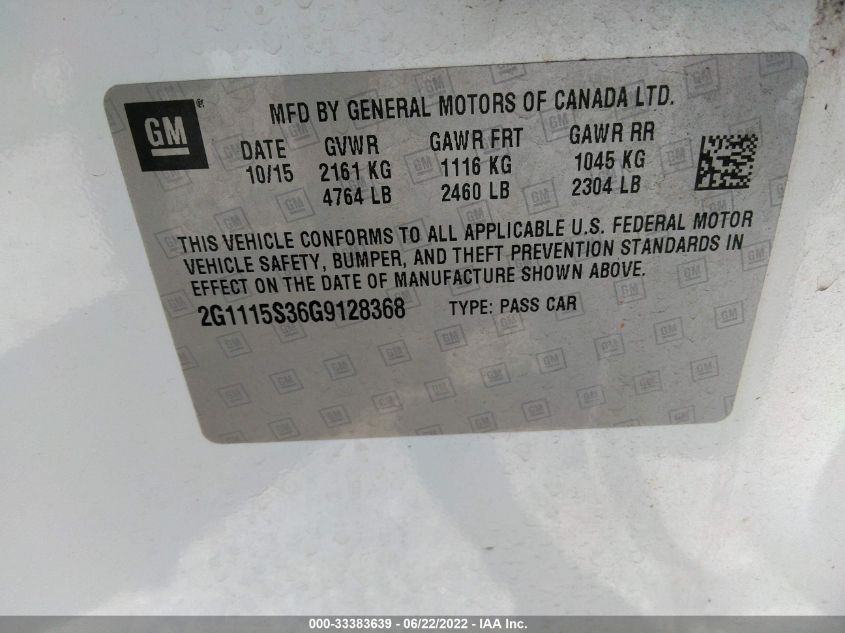 GM® MFD BY GENERAL MOTORS OF CANADA LTD.
DATE GVWR GAWR FRT GAWR RR
10/15 2161 KG 1116 KG 1045 KG
4764 LB 2460 LB 2304 LB
THIS VEHICLE CONFORMS TO ALL APPLICABLE U.S. FEDERAL MOTOR
VEHICLE SAFETY, BUMPER, AND THEFT PREVENTION STANDARDS IN
EFFECT ON THE DATE OF MANUFACTURE SHOWN ABOVE.
2G1115S36G9128368 TYPE: PASS CAR
000-33383639 - 06/22/2022 - IAA Inc.